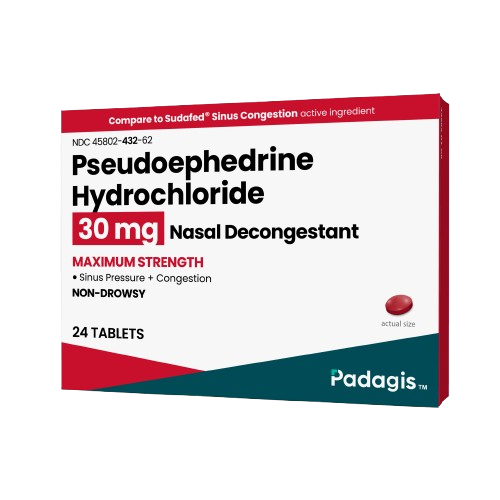 Compare to Sudafed® Sinus Congestion active ingredient
NDC 45802-432-62
Pseudoephedrine
Hydrochloride
30 mg Nasal Decongestant
MAXIMUM STRENGTH
• Sinus Pressure + Congestion
NON-DROWSY
24 TABLETS
actual size
Padagis™